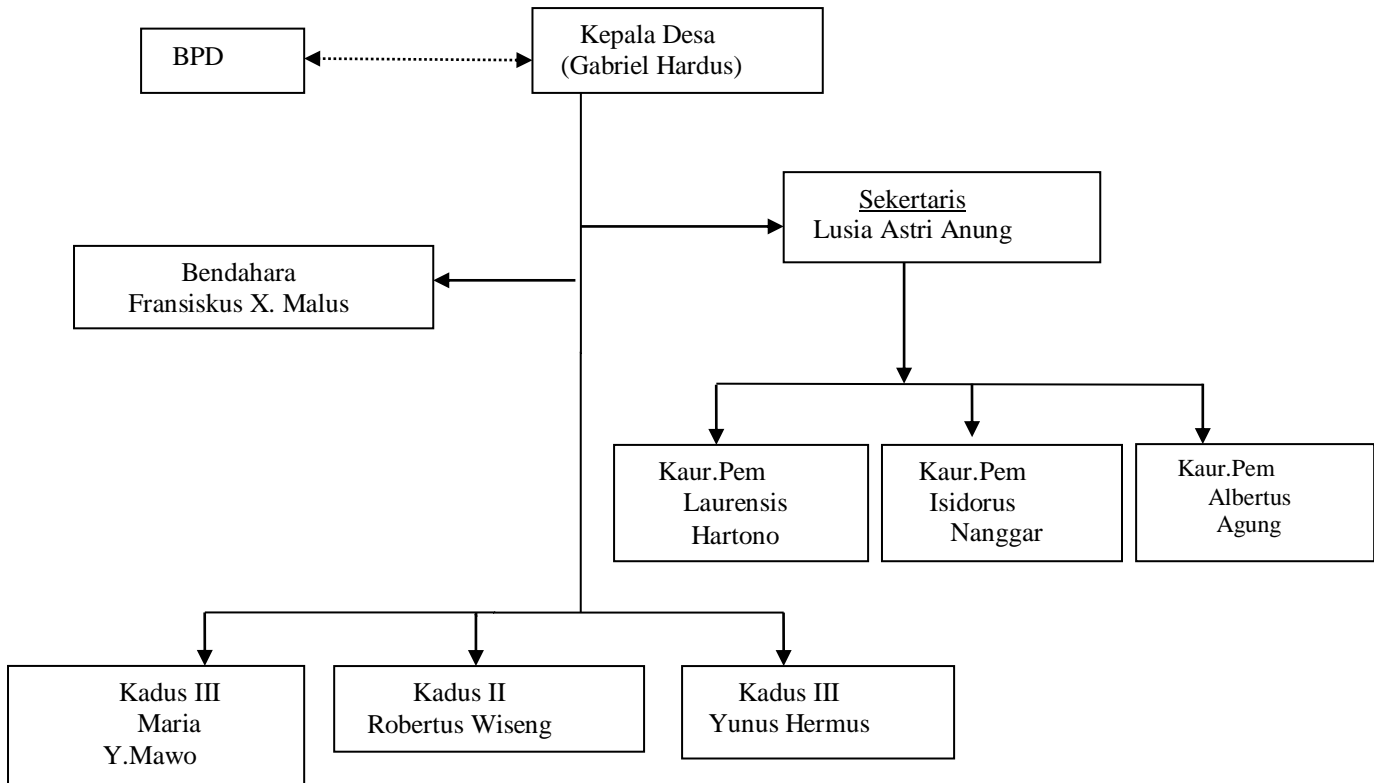 BPD
Kepala Desa
(Gabriel Hardus)
Sekertaris
Lusia Astri Anung
Bendahara
Fransiskus X. Malus
Kaur.Pem
Laurensis
Hartono
Kaur.Pem
Isidorus
Nanggar
Kaur.Pem
Albertus
Agung
Kadus III
Maria
Y.Mawo
Kadus II
Robertus Wiseng
Kadus III
Yunus Hermus